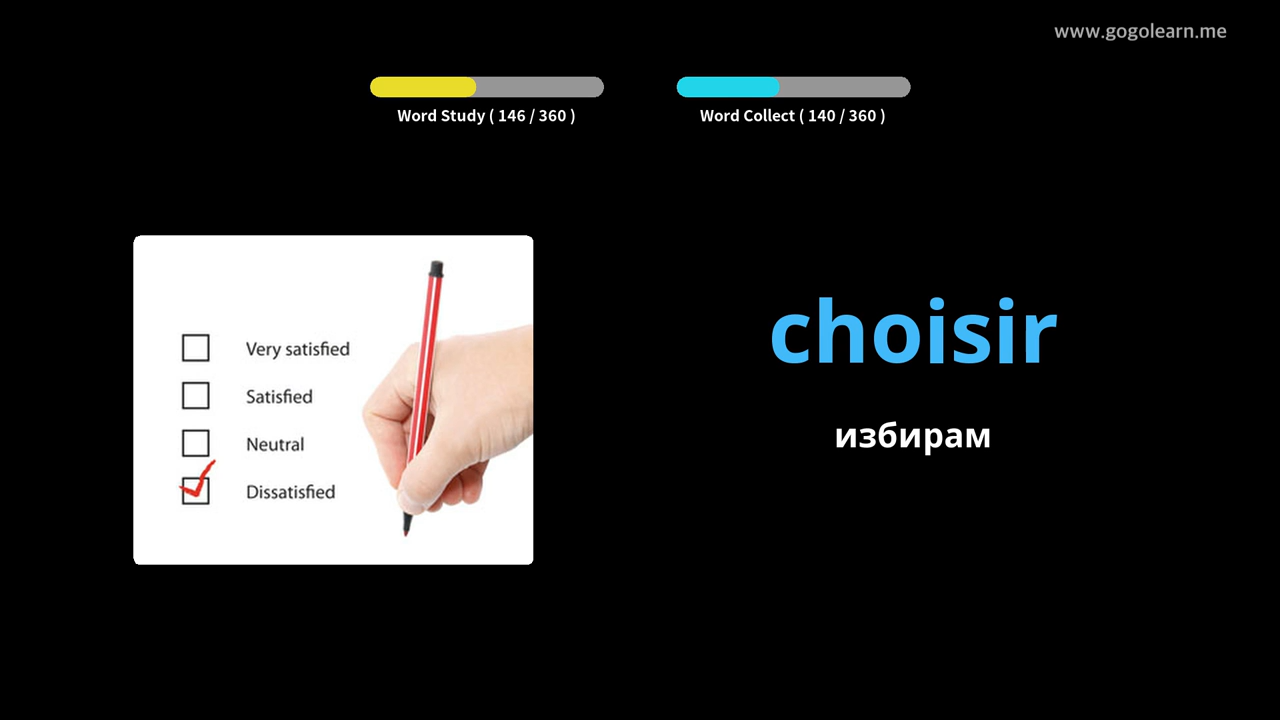 www.gogolearn.me
Word Study ( 146 / 360 )
Word Collect ( 140 / 360 )
Very satisfied
Satisfied
Neutral
Dissatisfied
choisir
избирам